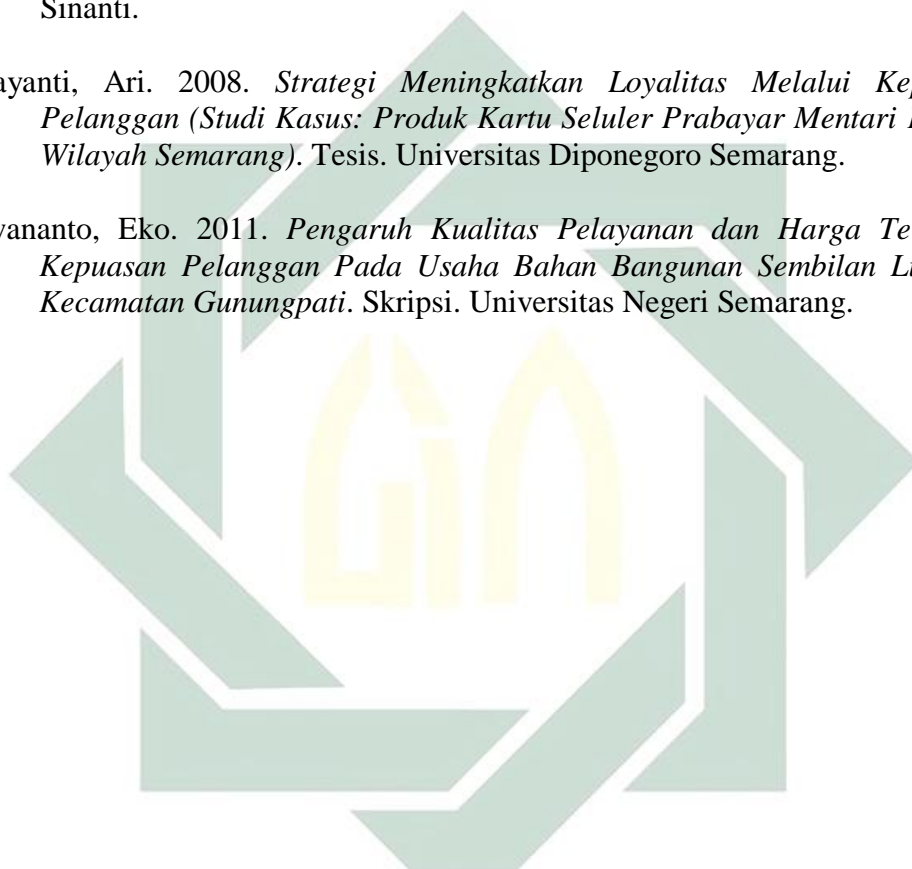 Sinanti.
ayanti, Ari. 2008. Strategi Meningkatkan Loyalitas Melalui Kep
Pelanggan (Studi Kasus: Produk Kartu Seluler Prabayar Mentari
Wilayah Semarang). Tesis. Universitas Diponegoro Semarang.
yananto, Eko. 2011. Pengaruh Kualitas Pelayanan dan Harga Te
Kepuasan Pelanggan Pada Usaha Bahan Bangunan Sembilan
Kecamatan Gunungpati. Skripsi. Universitas Negeri Semarang.